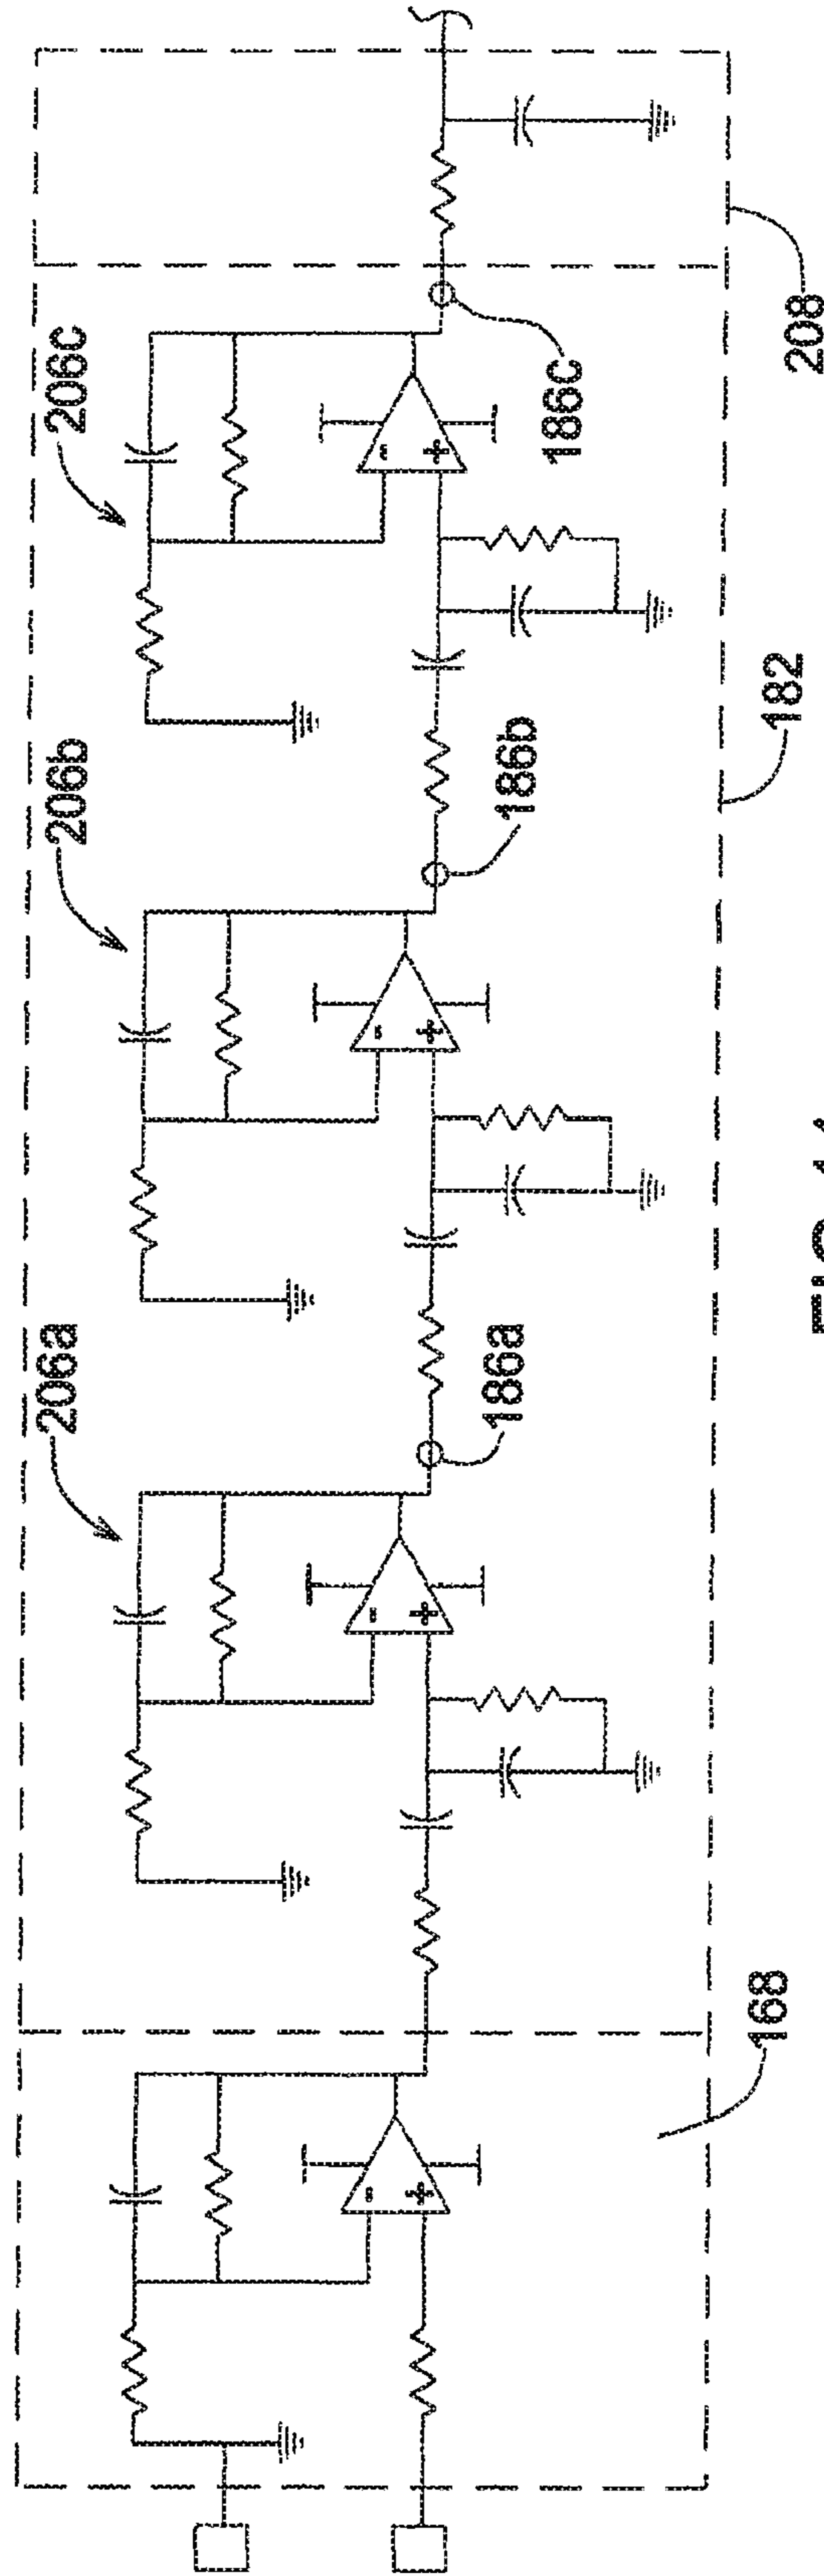 206a
206b
206c
- - - -
+ + + +
186a
186b
186c
168
182
208